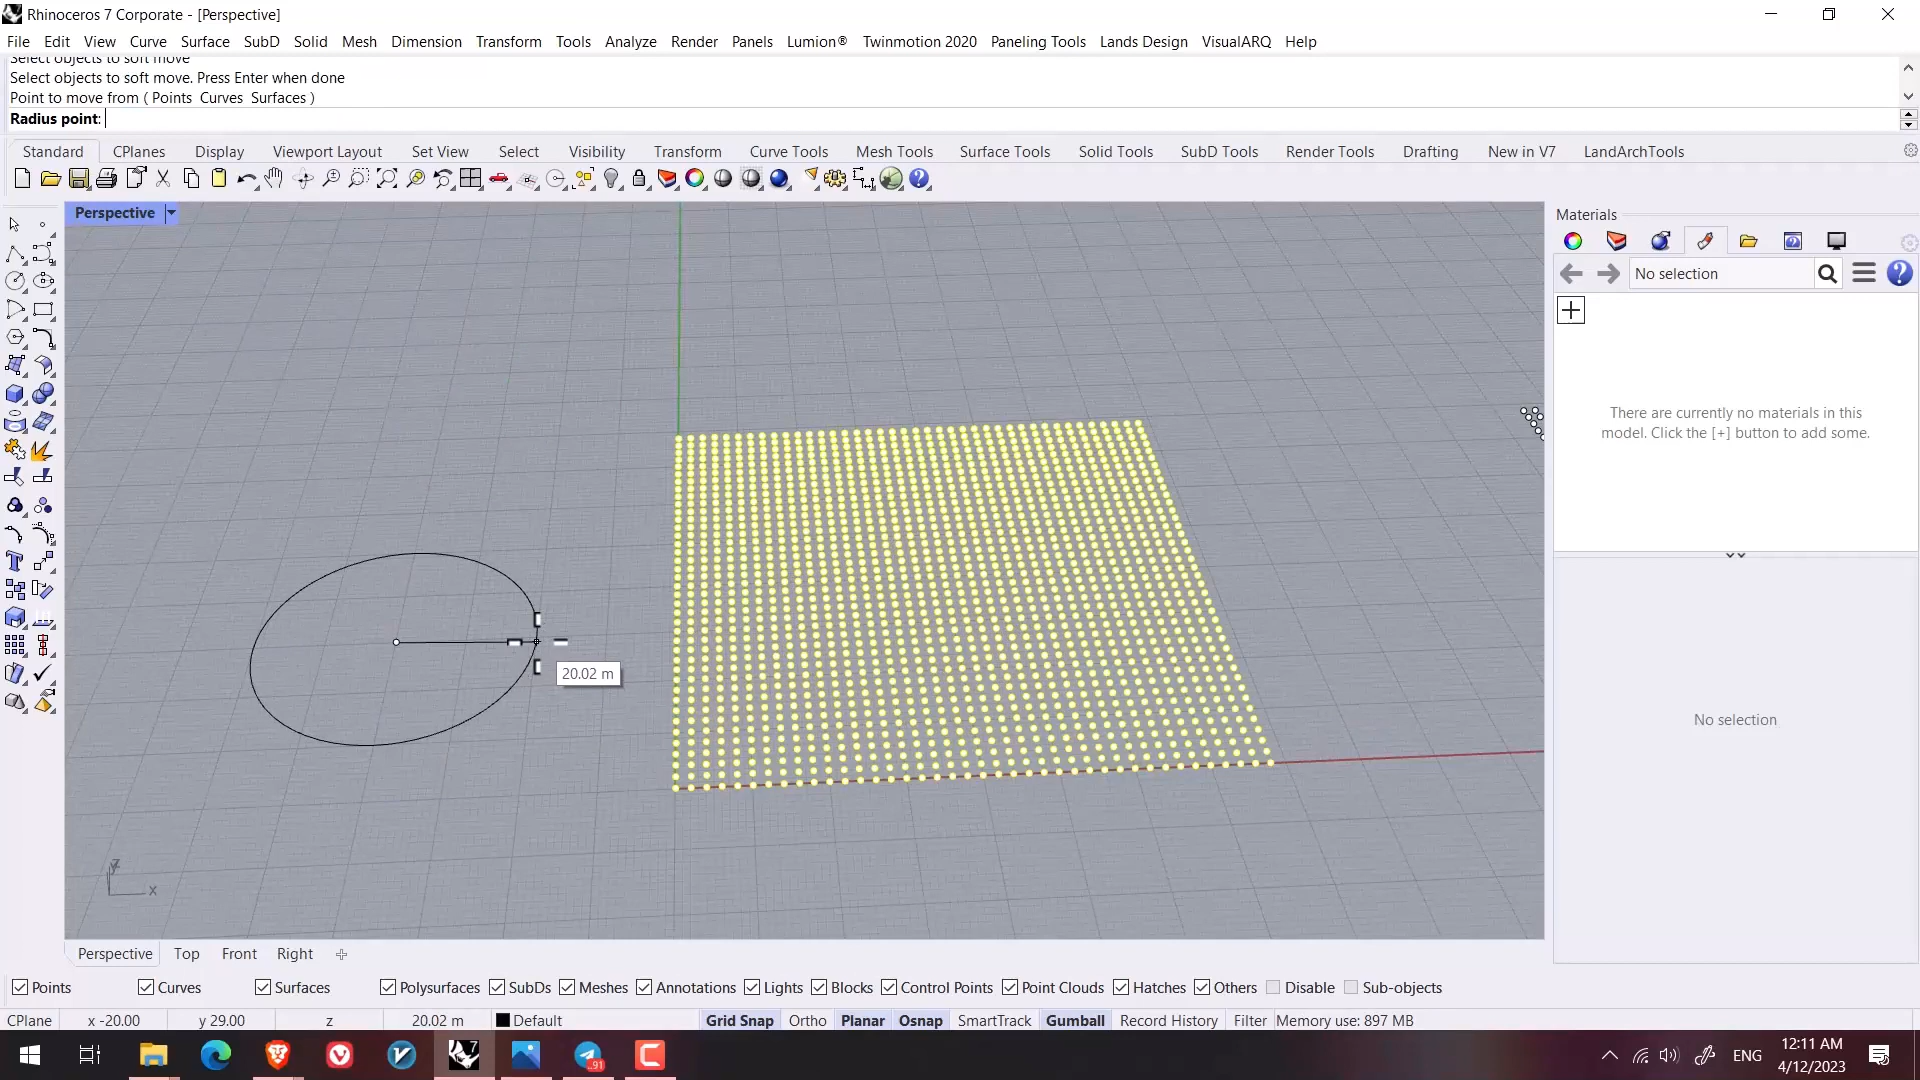 Rhinoceros 7 Corporate - [Perspective]
File Edit View Curve Surface SubD Solid Mesh Dimension Transform Tools Analyze Render Panels Lumion® Twinmotion 2020 Paneling Tools Lands Design VisualARQ Help
Select objects to soft move
Select objects to soft move. Press Enter when done
Point to move from ( Points Curves Surfaces )
Radius point:
Standard CPlanes Display Viewport Layout Set View Select Visibility Transform Curve Tools Mesh Tools Surface Tools Solid Tools SubD Tools Render Tools Drafting New in V7 LandArchTools
Perspective
Materials
No selection
There are currently no materials in this
model. Click the [+] button to add some.
20.02 m
No selection
z
y
x
Perspective Top Front Right
Points Curves Surfaces Polysurfaces SubDs Meshes Annotations Lights Blocks Control Points Point Clouds Hatches Others Disable Sub-objects
CPlane x -20.00 y 29.00 z 20.02 m Default Grid Snap Ortho Planar Osnap SmartTrack Gumball Record History Filter Memory use: 897 MB
7
91
ENG
12:11 AM
4/12/2023